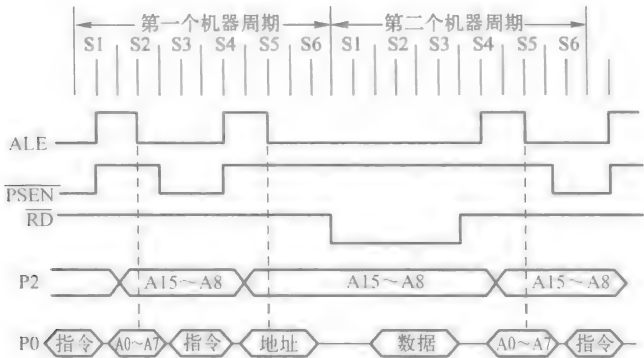 第一个机器周期 第二个机器周期
S1 S2 S3 S4 S5 S6 S1 S2 S3 S4 S5 S6
ALE
PSEN
RD
P2 A15～A8 A15～A8 A15～A8
P0 指令 A0～A7 指令 地址 数据 A0～A7 指令